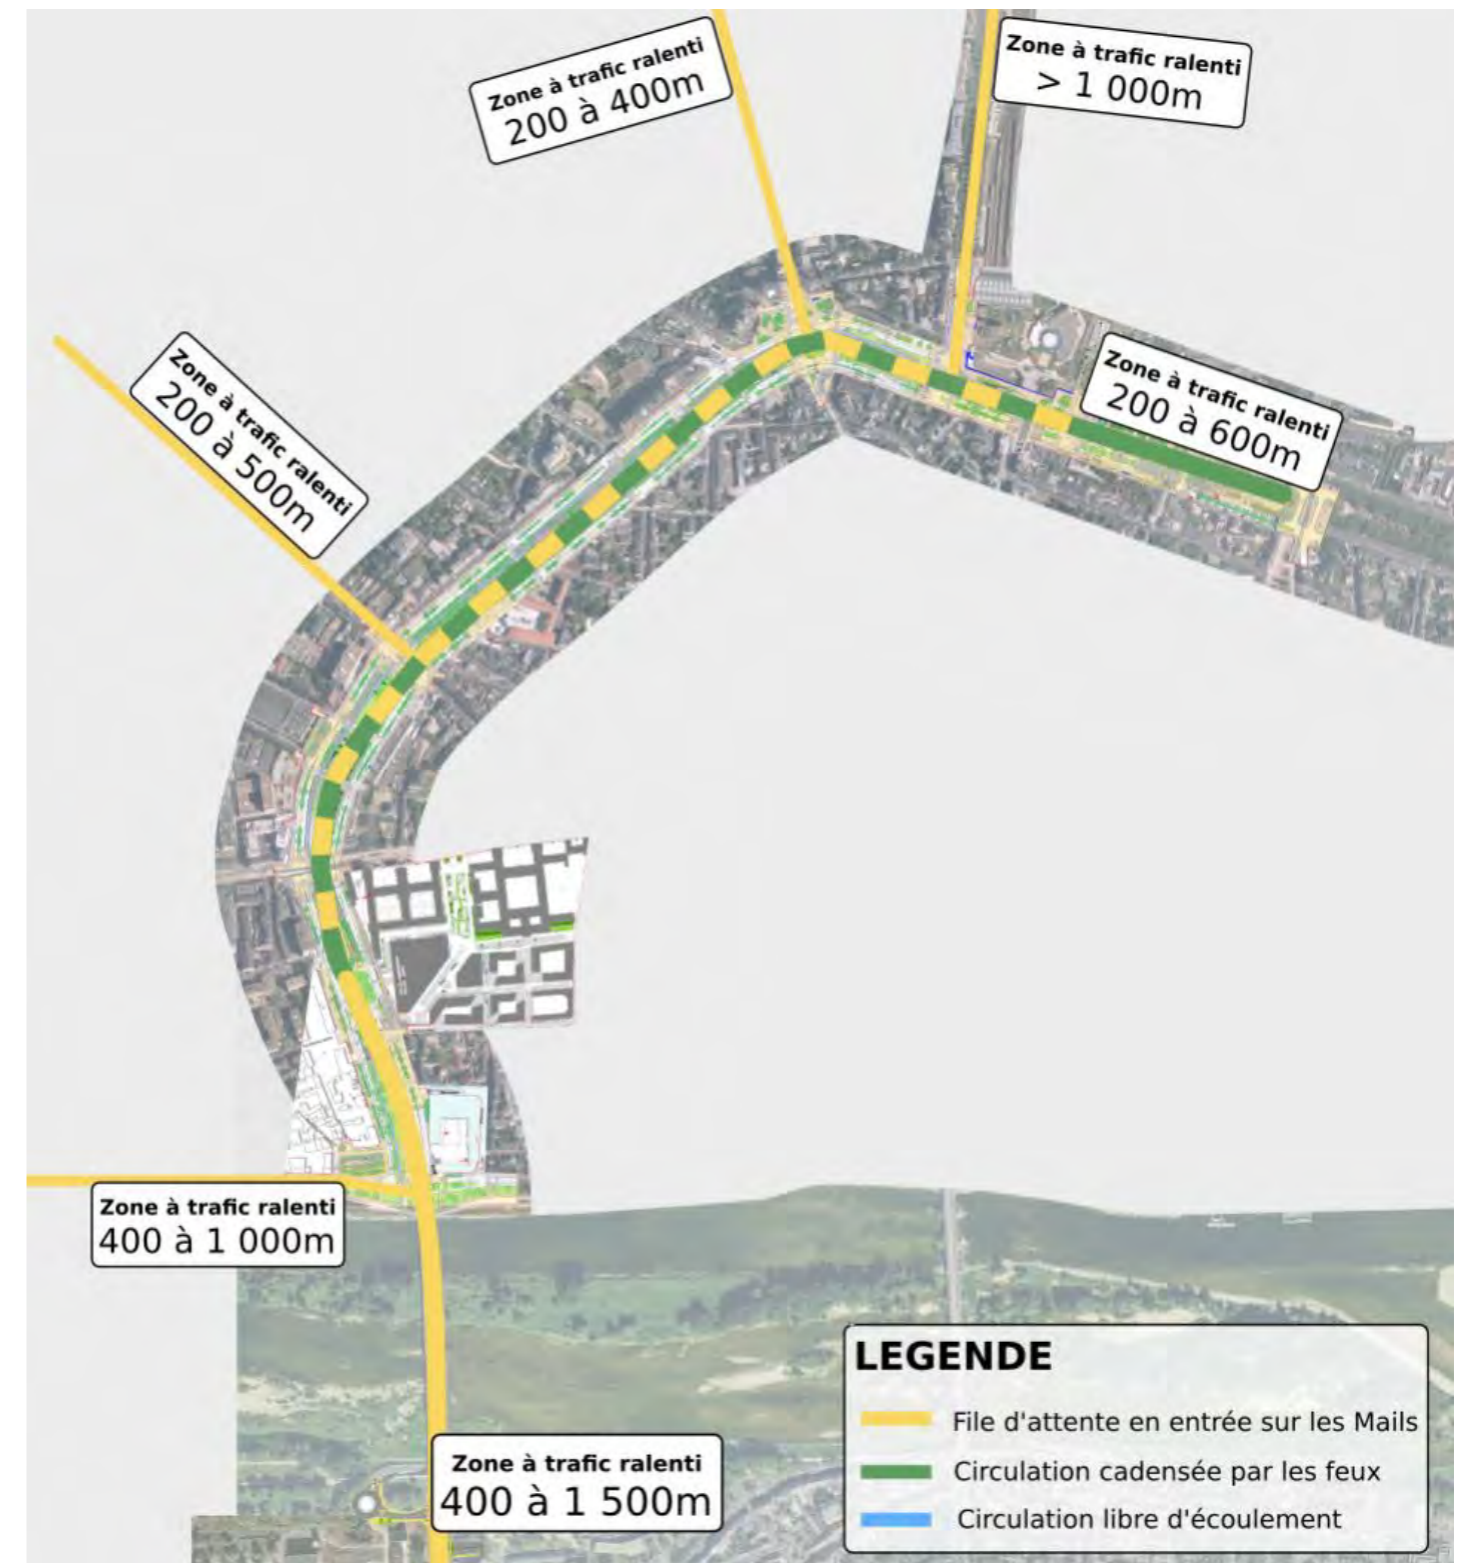 Zone à trafic ralenti
200 à 400m
Zone à trafic ralenti
> 1 000m
Zone à trafic ralenti
200 à 500m
Zone à trafic ralenti
200 à 600m
Zone à trafic ralenti
400 à 1 000m
Zone à trafic ralenti
400 à 1 500m
LEGENDE
File d'attente en entrée sur les Mails
Circulation cadensée par les feux
Circulation libre d'écoulement